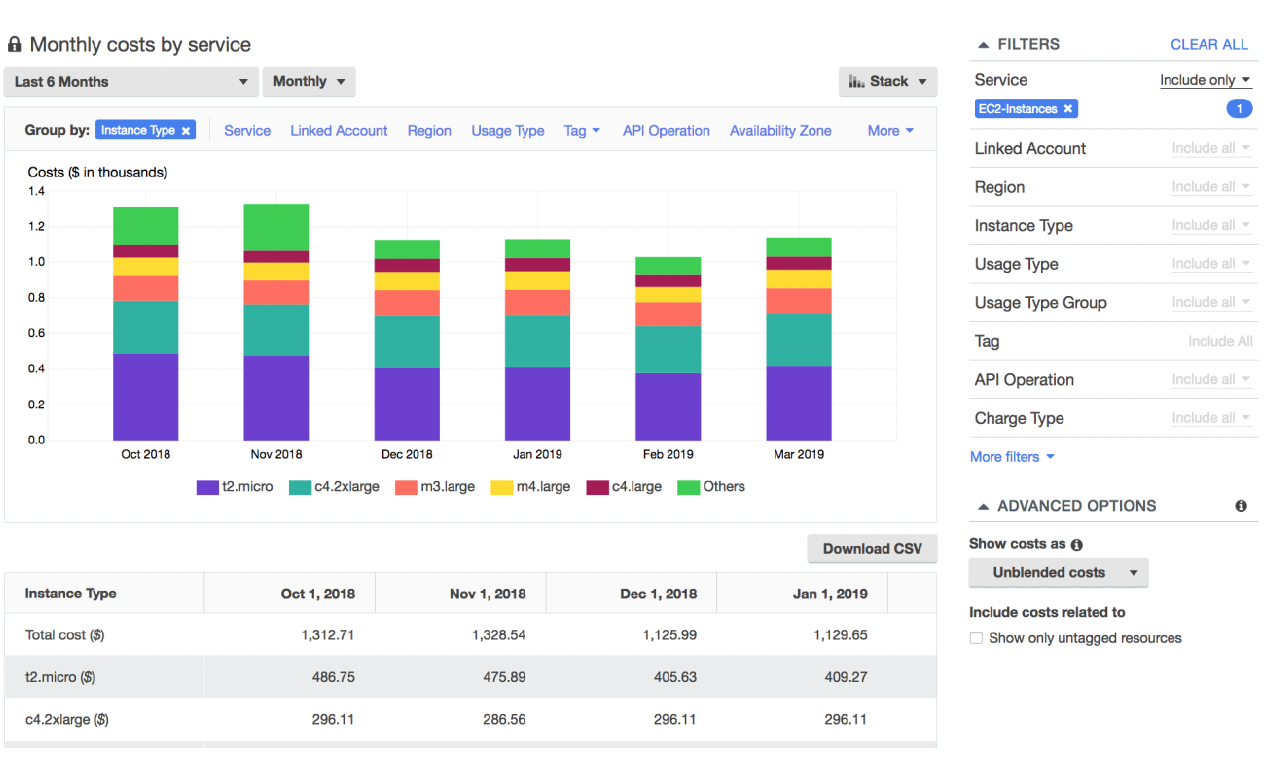 Monthly costs by service
Last 6 Months Monthly Stack
Group by: Instance Type × Service Linked Account Region Usage Type Tag API Operation Availability Zone More
Costs ($ in thousands)
1.4
1.2
1.0
0.8
0.6
0.4
0.2
0.0
Oct 2018 Nov 2018 Dec 2018 Jan 2019 Feb 2019 Mar 2019
t2.micro c4.2xlarge m3.large m4.large c4.large Others
Download CSV
Instance Type Oct 1, 2018 Nov 1, 2018 Dec 1, 2018 Jan 1, 2019
Total cost ($) 1,312.71 1,328.54 1,125.99 1,129.65
t2.micro ($) 486.75 475.89 405.63 409.27
c4.2xlarge ($) 296.11 286.56 296.11 296.11
FILTERS CLEAR ALL
Service Include only
EC2-Instances × 1
Linked Account Include all
Region Include all
Instance Type Include all
Usage Type Include all
Usage Type Group Include all
Tag Include All
API Operation Include all
Charge Type Include all
More filters
ADVANCED OPTIONS
Show costs as
Unblended costs
Include costs related to
Show only untagged resources